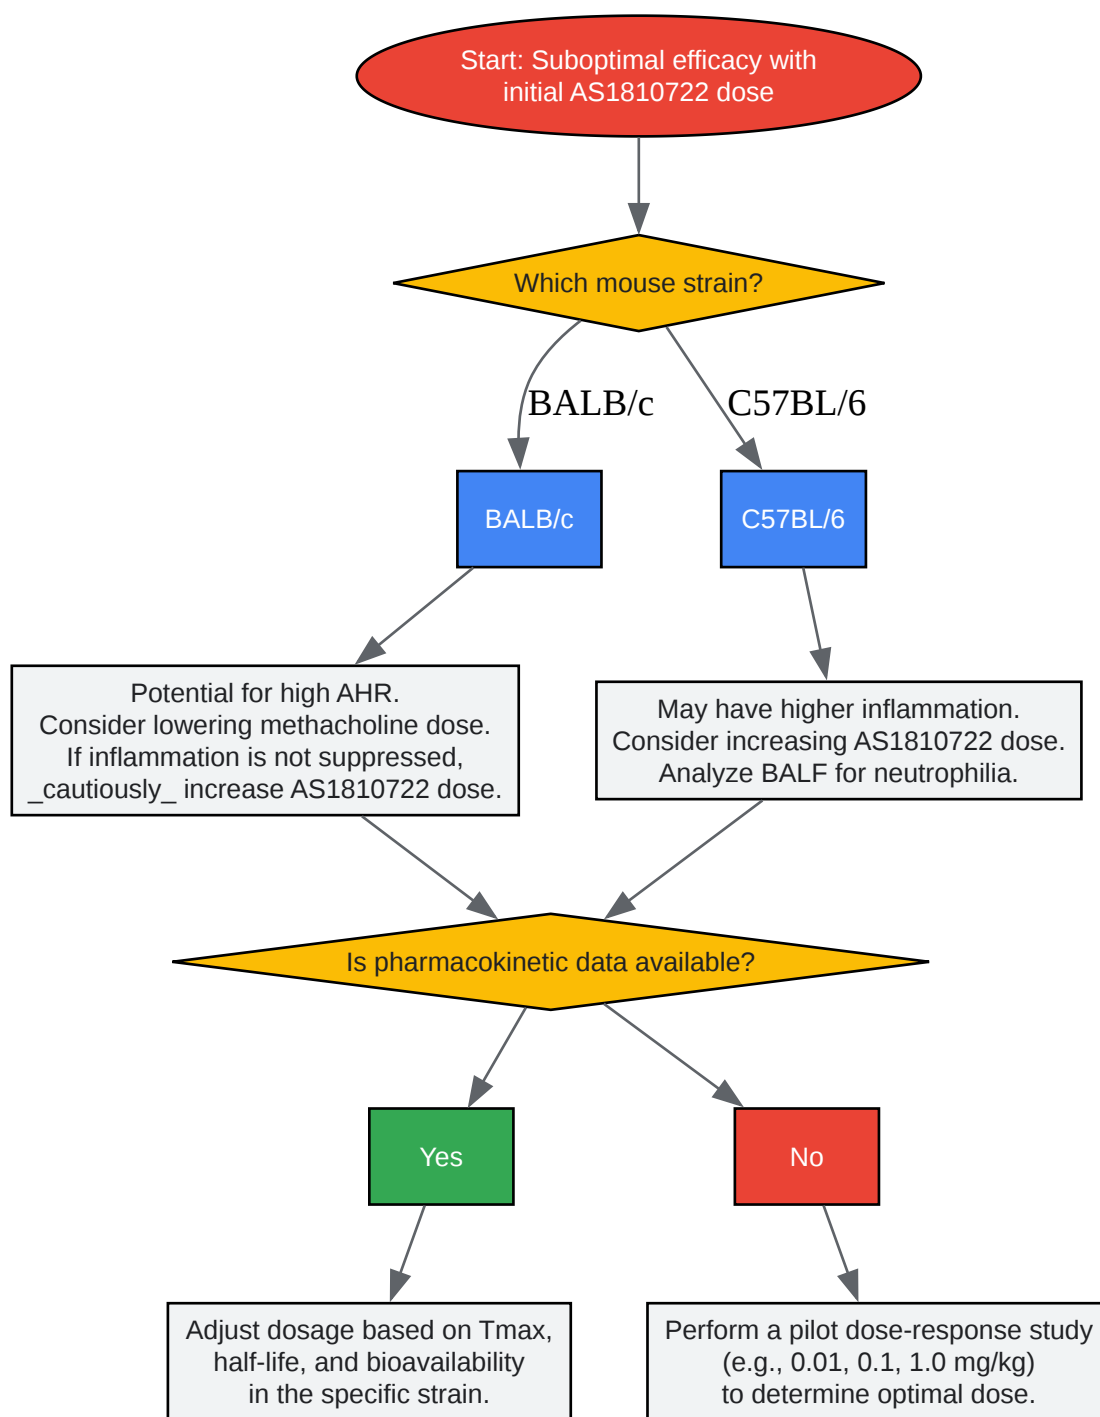 Start: Suboptimal efficacy with
initial AS1810722 dose
Which mouse strain?
BALB/c
C57BL/6
BALB/c
C57BL/6
Potential for high AHR.
Consider lowering methacholine dose.
If inflammation is not suppressed,
_cautiously_ increase AS1810722 dose.
May have higher inflammation.
Consider increasing AS1810722 dose.
Analyze BALF for neutrophilia.
Is pharmacokinetic data available?
Yes
No
Adjust dosage based on Tmax,
half-life, and bioavailability
in the specific strain.
Perform a pilot dose-response study
(e.g., 0.01, 0.1, 1.0 mg/kg)
to determine optimal dose.